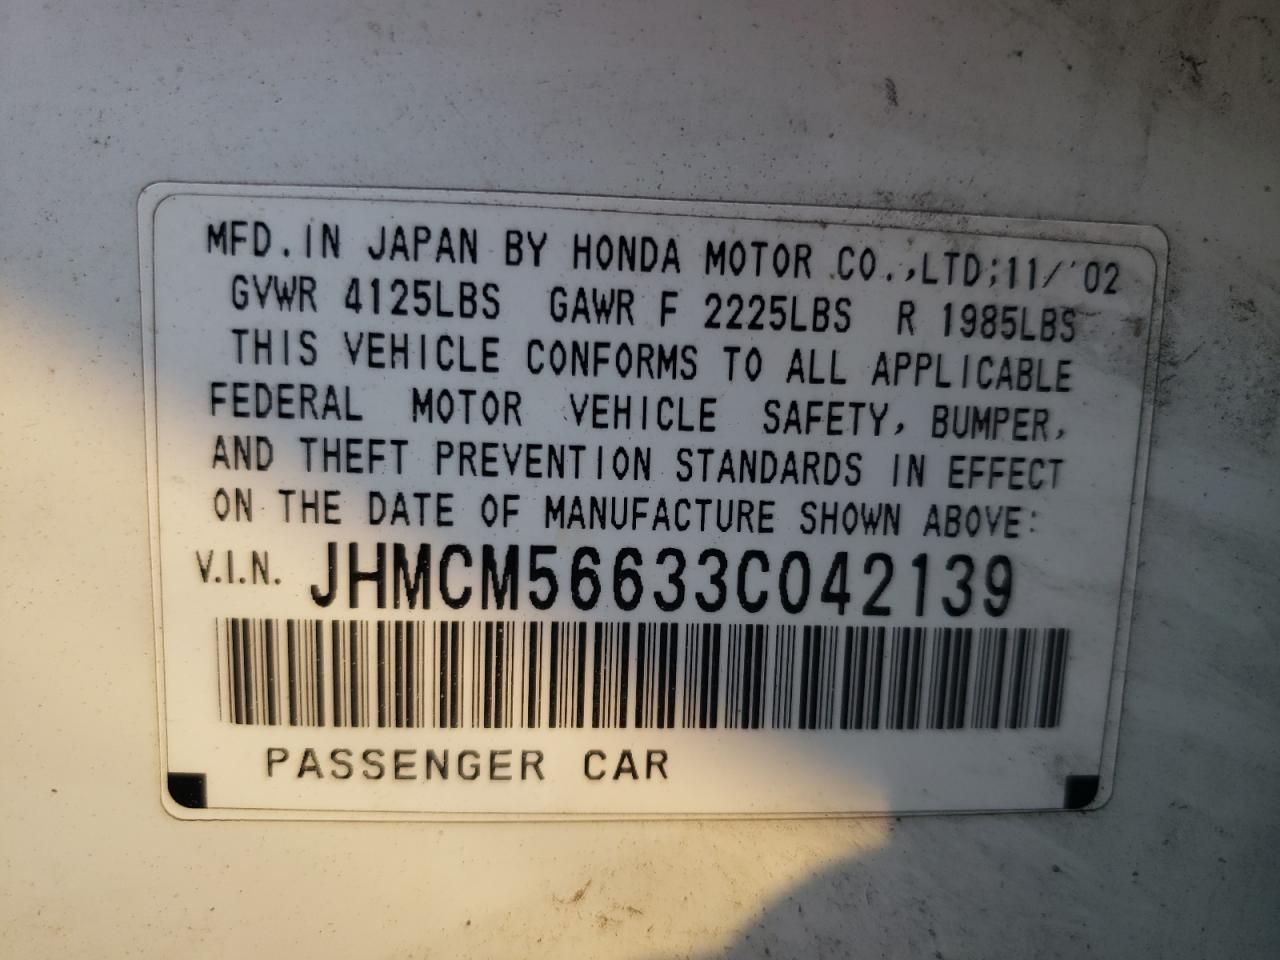 MFD. IN JAPAN BY HONDA MOTOR CO.,LTD;11/'02
GVWR 4125LBS GAWR F 2225LBS R 1985LBS
THIS VEHICLE CONFORMS TO ALL APPLICABLE
FEDERAL MOTOR VEHICLE SAFETY, BUMPER,
AND THEFT PREVENTION STANDARDS IN EFFECT
ON THE DATE OF MANUFACTURE SHOWN ABOVE:
V.I.N. JHMCM56633C042139
PASSENGER CAR